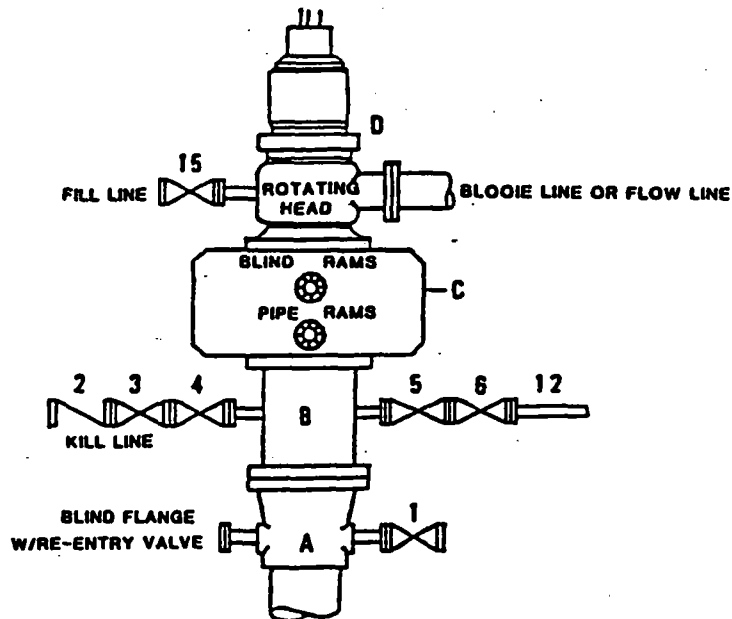 D
15
FILL LINE
ROTATING
HEAD
BLOOIE LINE OR FLOW LINE
BLIND RAMS
C
PIPE RAMS
2 3 4
5 6 12
B
KILL LINE
BLIND FLANGE
W/RE-ENTRY VALVE
A
1